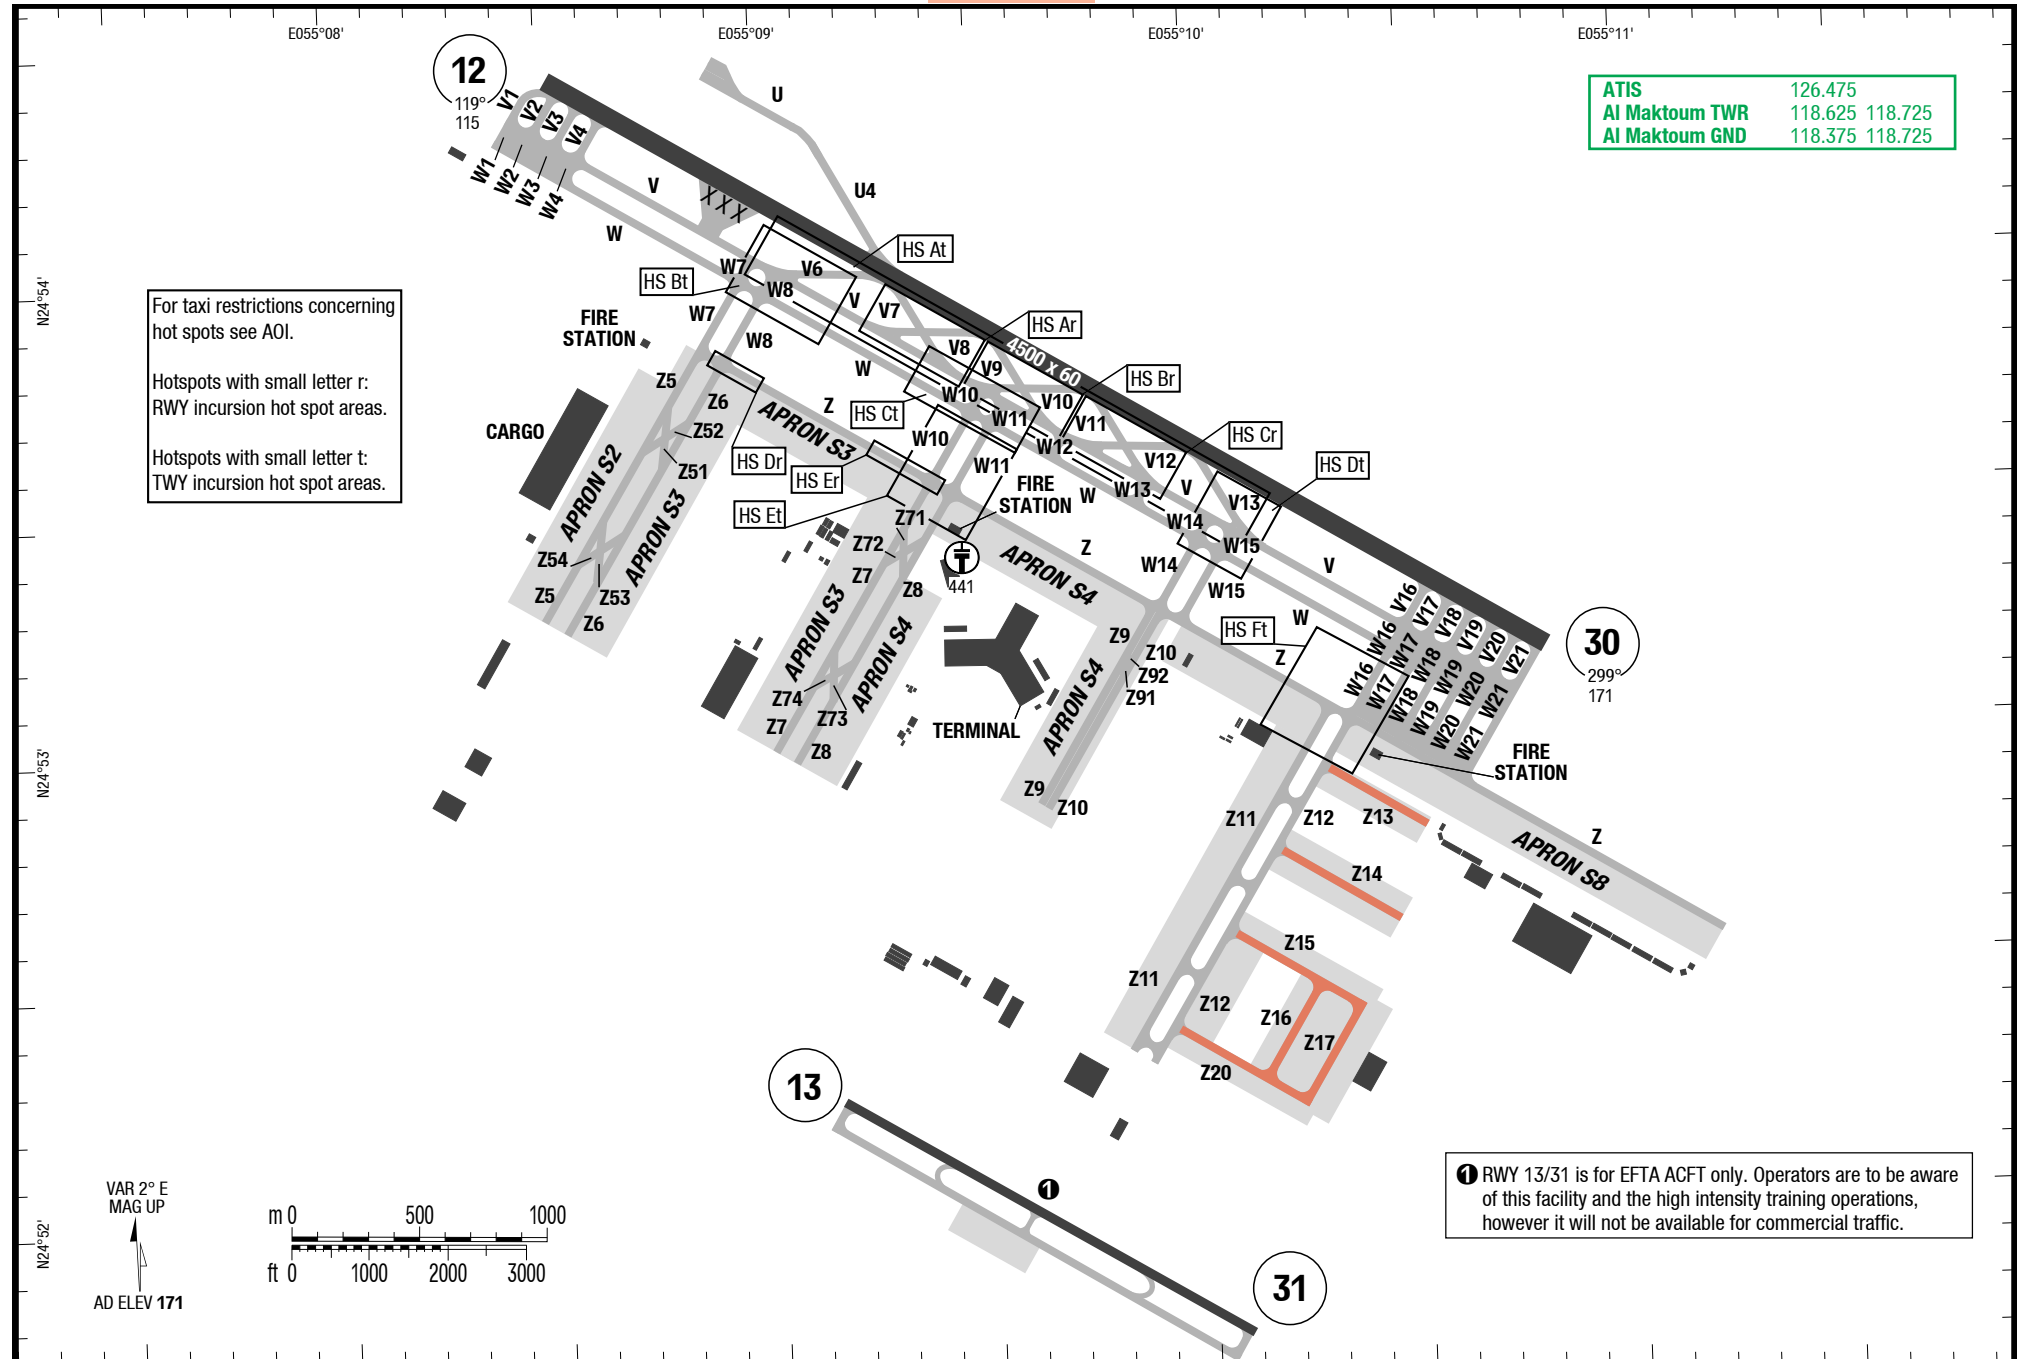 E055°08'
E055°09'
E055°10'
E055°11'
12
119°
115
ATIS 126.475
Al Maktoum TWR 118.625 118.725
Al Maktoum GND 118.375 118.725
U
U4
V1
V2
V3
V4
W1
W2
W3
W4
V
W
X X X
N24°54'
N24°53'
N24°52'
For taxi restrictions concerning
hot spots see AOI.
Hotspots with small letter r:
RWY incursion hot spot areas.
Hotspots with small letter t:
TWY incursion hot spot areas.
HS At
HS Bt
HS Ar
HS Br
HS Ct
HS Cr
HS Dt
HS Dr
HS Er
HS Et
HS Ft
W7
V6
W8
V
V7
W7
W8
V8
V9
4500 x 60
W
W10
W11
V10
V11
W10
W12
W11
V12
W
W13
V
V13
W14
W15
W14
W15
V
W
FIRE
STATION
CARGO
Z5
Z6
Z52
Z51
APRON S2
APRON S3
Z54
Z53
Z5
Z6
Z
APRON S3
FIRE
STATION
Z71
Z72
Z7
Z8
441
APRON S3
APRON S4
Z74
Z73
Z7
Z8
TERMINAL
Z
APRON S4
Z9
Z10
Z92
Z91
APRON S4
Z9
Z10
Z
V16
V17
V18
V19
V20
V21
W16
W17
W18
W19
W20
W21
W16
W17
W18
W19
W20
W21
30
299°
171
FIRE
STATION
Z11
Z12
Z13
Z
APRON S8
Z14
Z15
Z11
Z12
Z16
Z17
Z20
13
1
31
1 RWY 13/31 is for EFTA ACFT only. Operators are to be aware
of this facility and the high intensity training operations,
however it will not be available for commercial traffic.
VAR 2° E
MAG UP
AD ELEV 171
m 0 500 1000
ft 0 1000 2000 3000